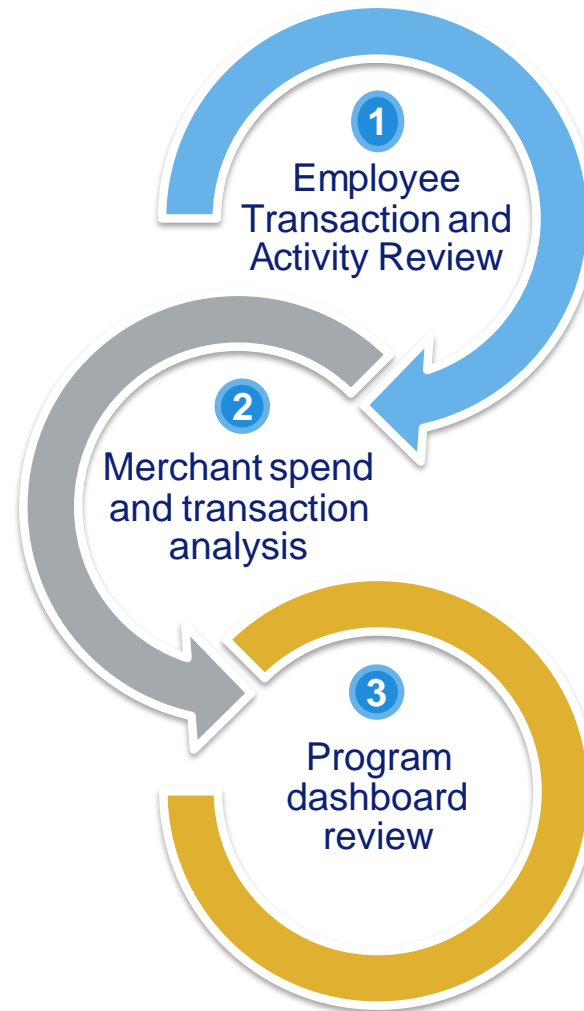 1
Employee
Transaction and
Activity Review
2
Merchant spend
and transaction
analysis
3
Program
dashboard
review